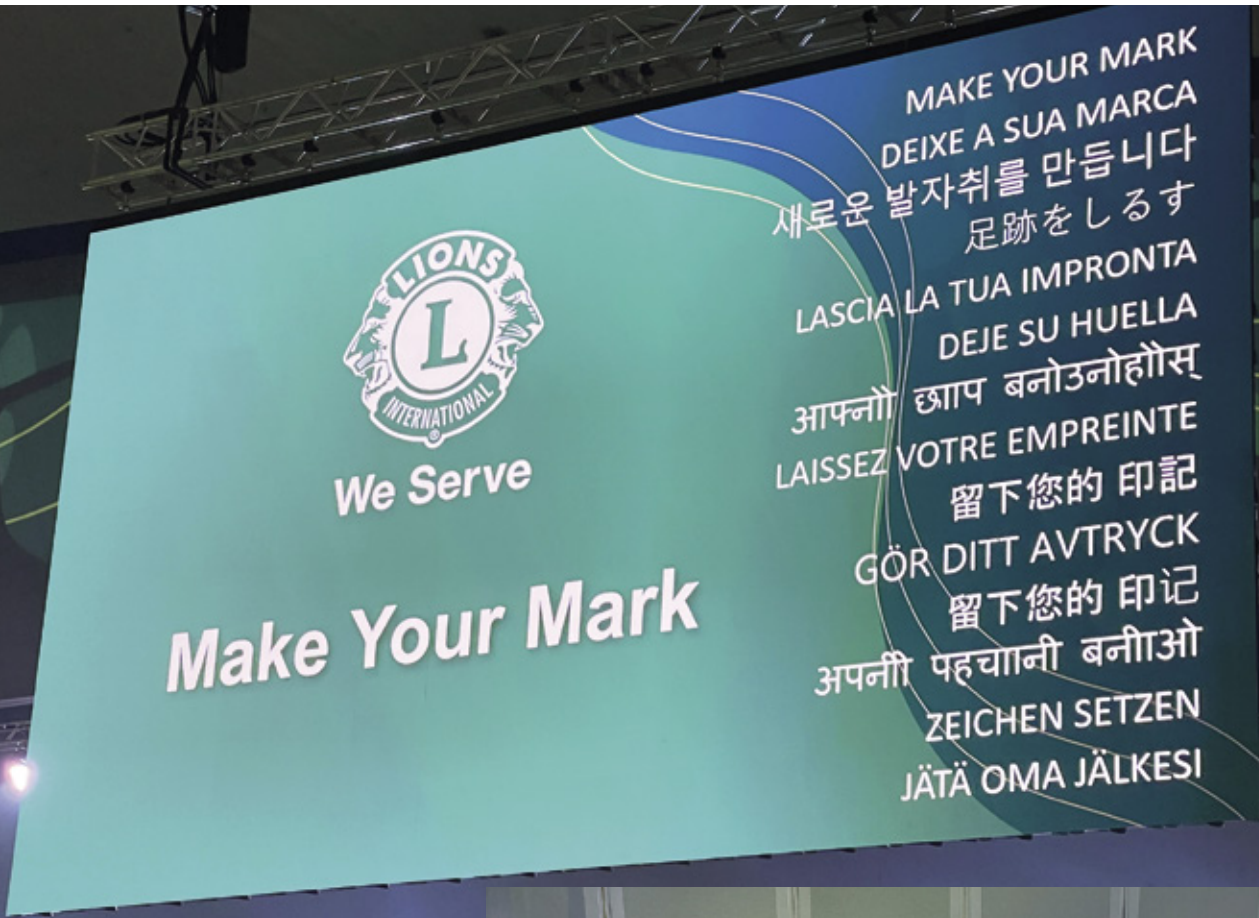 LIONS
L
INTERNATIONAL
®
We Serve
Make Your Mark
MAKE YOUR MARK
DEIXE A SUA MARCA
새로운 발자취를 만듭니다
足跡をしるす
LASCIA LA TUA IMPRONTA
DEJE SU HUELLA
आफ्नाे छााप बनाेउनाेहाेस्
LAISSEZ VOTRE EMPREINTE
留下您的 印記
GÖR DITT AVTRYCK
留下您的 印记
अपनाी पहचाानाी बनाीओ
ZEICHEN SETZEN
JÄTÄ OMA JÄLKESI